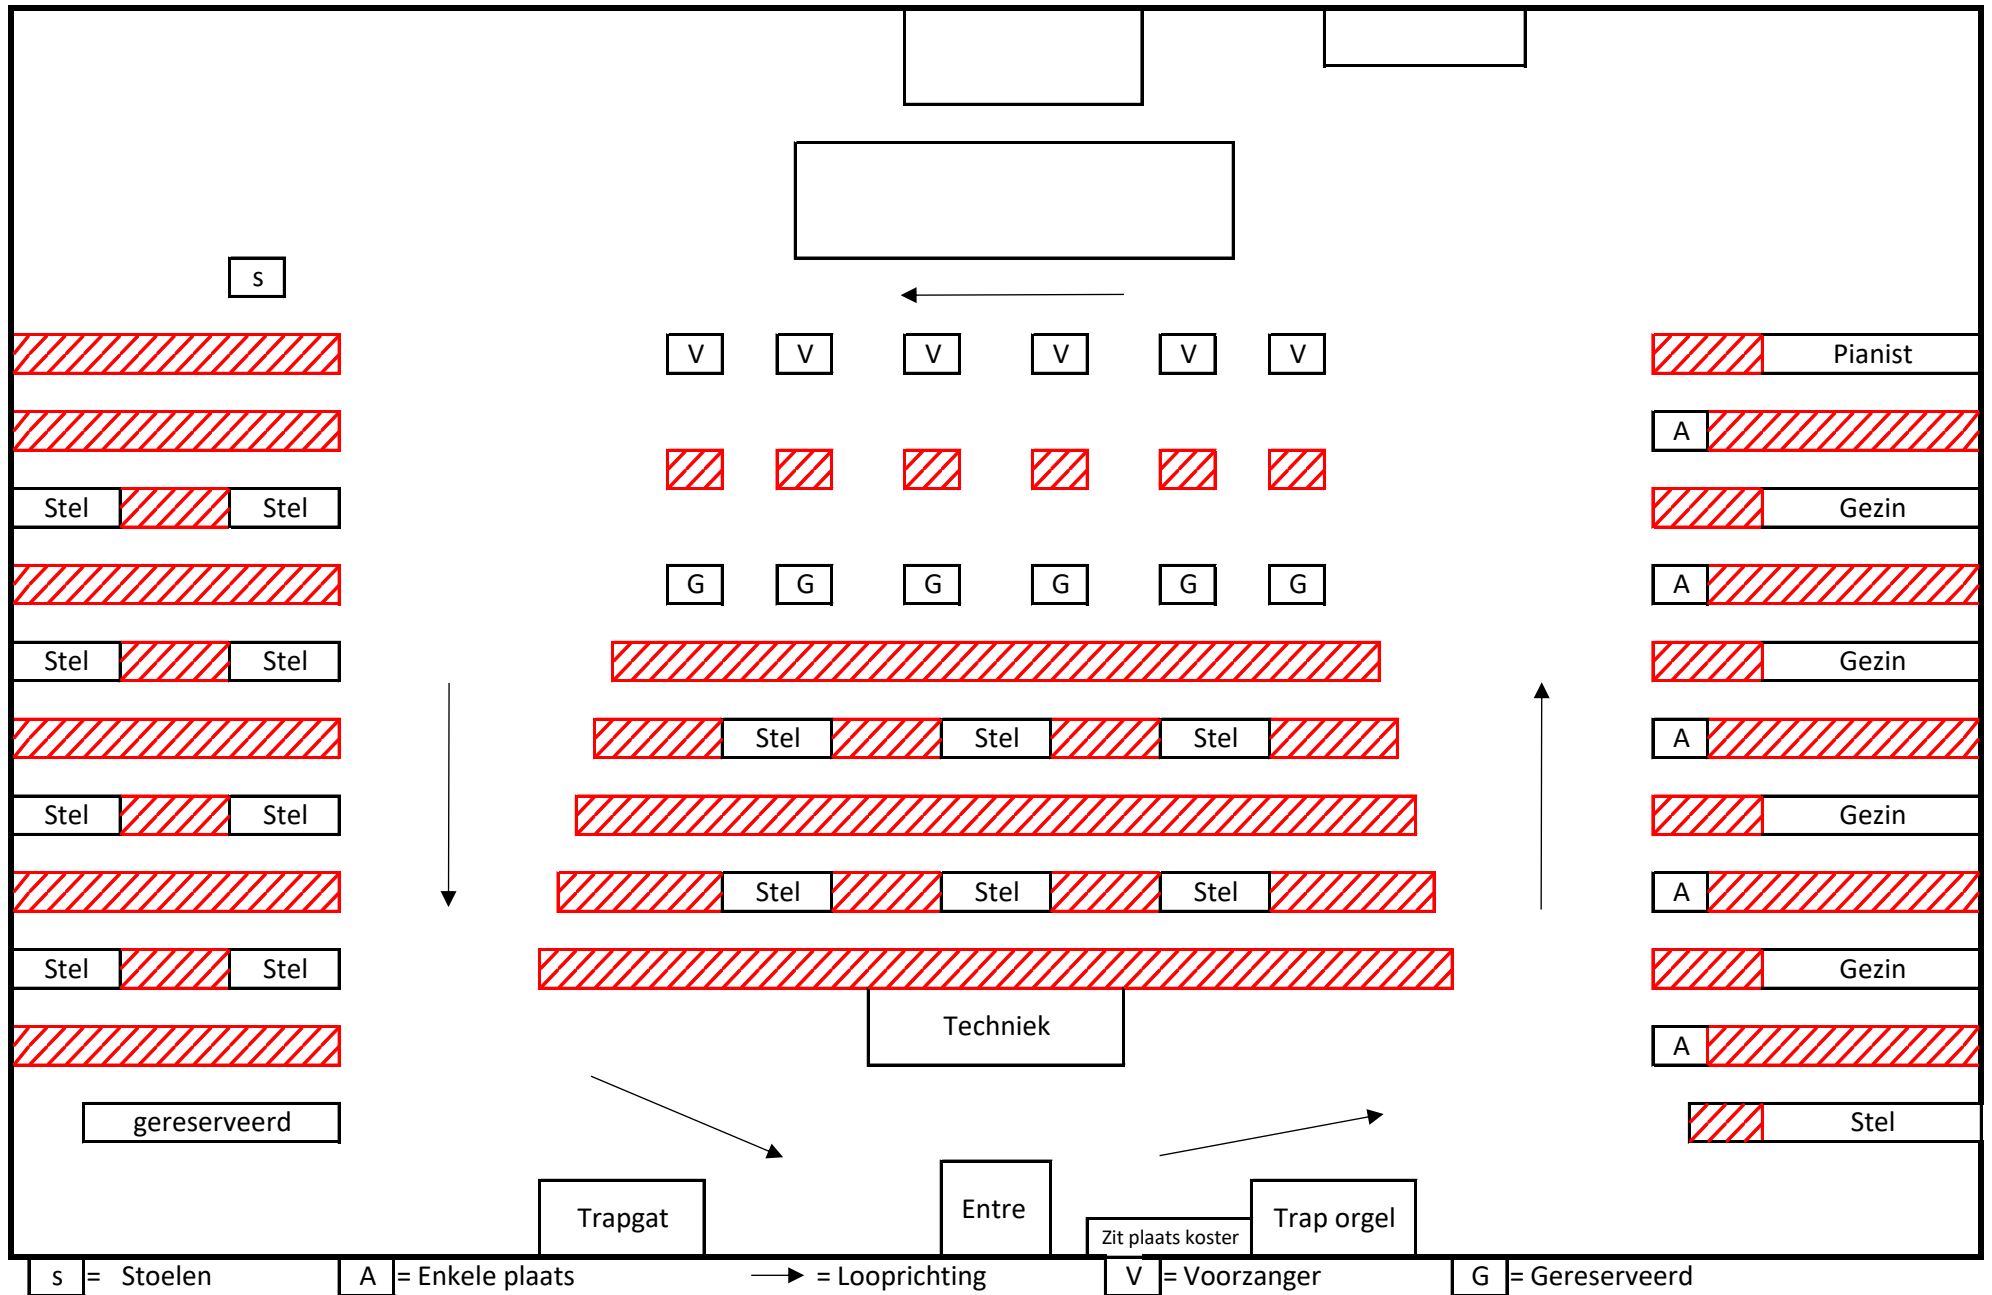 s
V V V V V V Pianist
A
Stel Stel Gezin
G G G G G G A
Stel Stel Gezin
Stel Stel Stel A
Stel Stel Gezin
Stel Stel Stel A
Stel Stel Gezin
Techniek A
gereserveerd Stel
Trapgat Entre Zit plaats koster Trap orgel
s = Stoelen A = Enkele plaats = Looprichting V = Voorzanger G = Gereserveerd